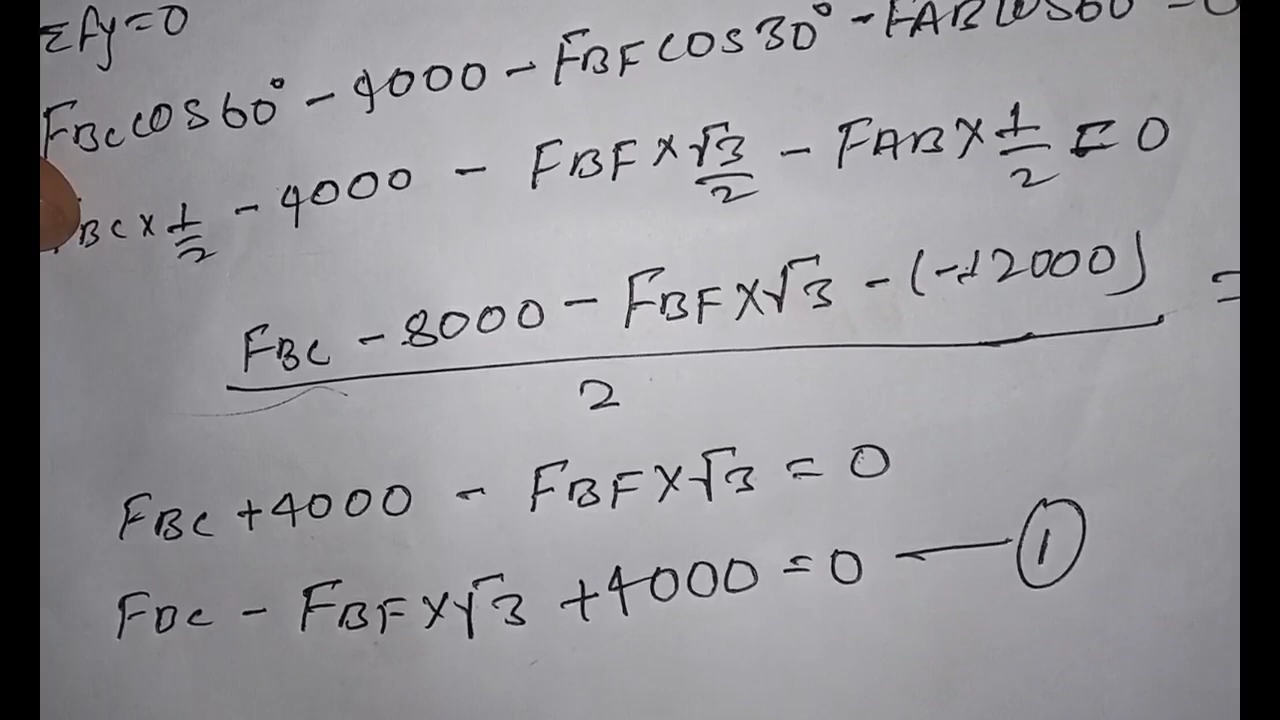 Σfy=0
FBC cos60° - 4000 - FBF cos30° - FAB cos60 = 0
BC × 1/2 - 4000 - FBF × √3/2 - FAB × 1/2 = 0
(FBC - 8000 - FBF × √3 - (-12000))/2 =
FBC + 4000 - FBF × √3 = 0
FBC - FBF × √3 + 4000 = 0 — ①